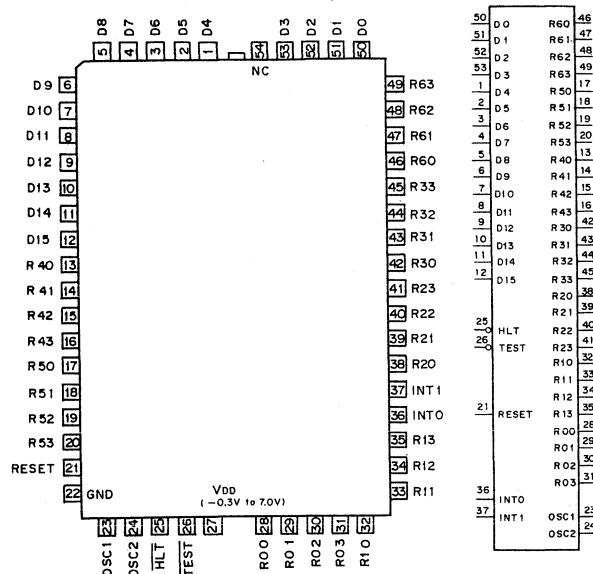 D8 D7 D6 D5 D4 D3 D2 D1 D0
5 4 3 2 1 54 53 52 51 50
NC
D9 6
D10 7
D11 8
D12 9
D13 10
D14 11
D15 12
R40 13
R41 14
R42 15
R43 16
R50 17
R51 18
R52 19
R53 20
RESET 21
22 GND
49 R63
48 R62
47 R61
46 R60
45 R33
44 R32
43 R31
42 R30
41 R23
40 R22
39 R21
38 R20
37 INT1
36 INT0
35 R13
34 R12
33 R11
VDD
(-0.3V to 7.0V)
23 24 25 26 27 28 29 30 31 32
OSC1 OSC2 HLT TEST R00 R01 R02 R03 R10
50 D0
51 D1
52 D2
53 D3
1 D4
2 D5
3 D6
4 D7
5 D8
6 D9
7 D10
8 D11
9 D12
10 D13
11 D14
12 D15
25 HLT
26 TEST
21 RESET
36 INT0
37 INT1
R60 46
R61 47
R62 48
R63 49
R50 17
R51 18
R52 19
R53 20
R40 13
R41 14
R42 15
R43 16
R30 42
R31 43
R32 44
R33 45
R20 38
R21 39
R22 40
R23 41
R10 32
R11 33
R12 34
R13 35
R00 28
R01 29
R02 30
R03 31
OSC1 23
OSC2 24